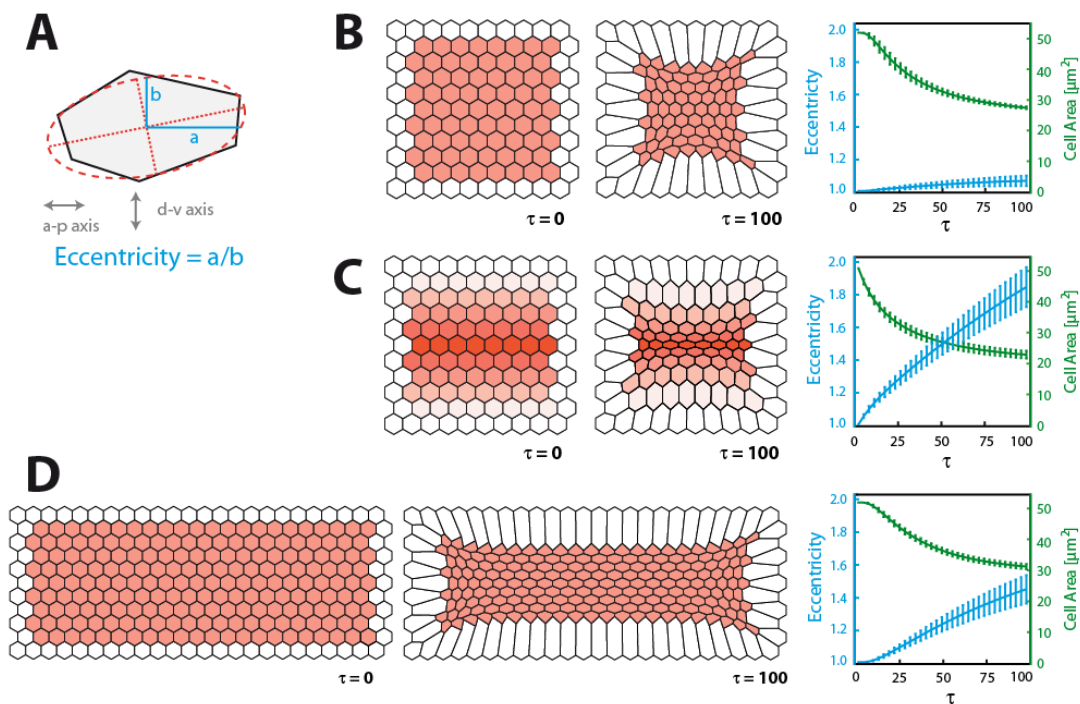 A
b
a
a-p axis
d-v axis
Eccentricity = a/b
B
τ = 0
τ = 100
2.0
1.8
1.6
1.4
1.2
1.0
Eccentricity
50
40
30
20
10
0
Cell Area [µm²]
0 25 50 75 100
τ
C
τ = 0
τ = 100
2.0
1.8
1.6
1.4
1.2
1.0
Eccentricity
50
40
30
20
10
0
Cell Area [µm²]
0 25 50 75 100
τ
D
τ = 0
τ = 100
2.0
1.8
1.6
1.4
1.2
1.0
Eccentricity
50
40
30
20
10
0
Cell Area [µm²]
0 25 50 75 100
τ